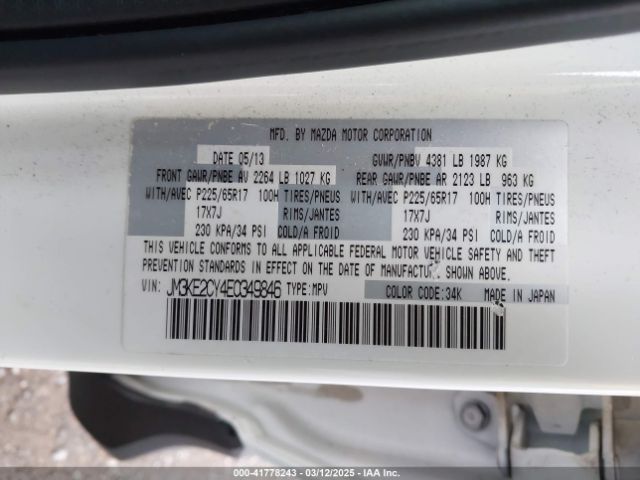 MFD. BY MAZDA MOTOR CORPORATION
DATE 05/13 GVWR/PNBV 4381 LB 1987 KG
FRONT GAWR/PNBE AV 2264 LB 1027 KG REAR GAWR/PNBE AR 2123 LB 963 KG
WITH/AVEC P225/65R17 100H TIRES/PNEUS WITH/AVEC P225/65R17 100H TIRES/PNEUS
17X7J RIMS/JANTES 17X7J RIMS/JANTES
230 KPA/34 PSI COLD/A FROID 230 KPA/34 PSI COLD/A FROID
THIS VEHICLE CONFORMS TO ALL APPLICABLE FEDERAL MOTOR VEHICLE SAFETY AND THEFT
PREVENTION STANDARDS IN EFFECT ON THE DATE OF MANUFACTURE SHOWN ABOVE.
VIN: JM3KE2CY4E0349846 TYPE:MPV COLOR CODE:34K MADE IN JAPAN
000-41778243 - 03/12/2025 - IAA Inc.